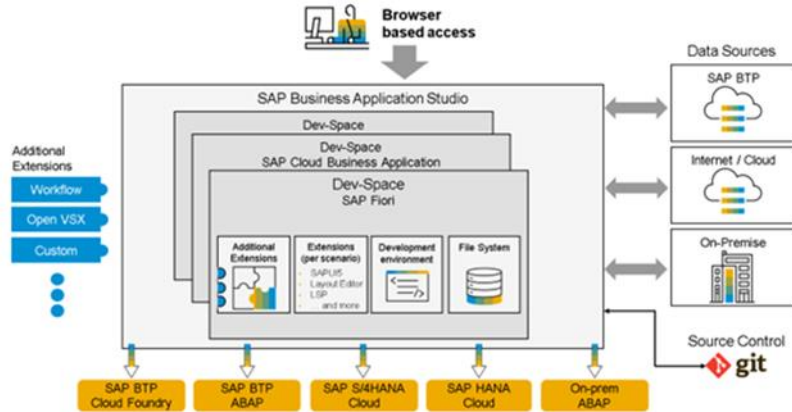 Browser
based access
Data Sources
SAP BTP
SAP Business Application Studio
Dev-Space
Dev-Space
SAP Cloud Business Application
Dev-Space
SAP Fiori
Additional
Extensions
Workflow
Open VSX
Custom
Internet / Cloud
On-Premise
Additional
Extensions
Extensions
(per scenario)
- SAPUI5
- Layout Editor
- LSP
- ... and more
Development
environment
File System
Source Control
git
SAP BTP
Cloud Foundry
SAP BTP
ABAP
SAP S/4HANA
Cloud
SAP HANA
Cloud
On-prem
ABAP